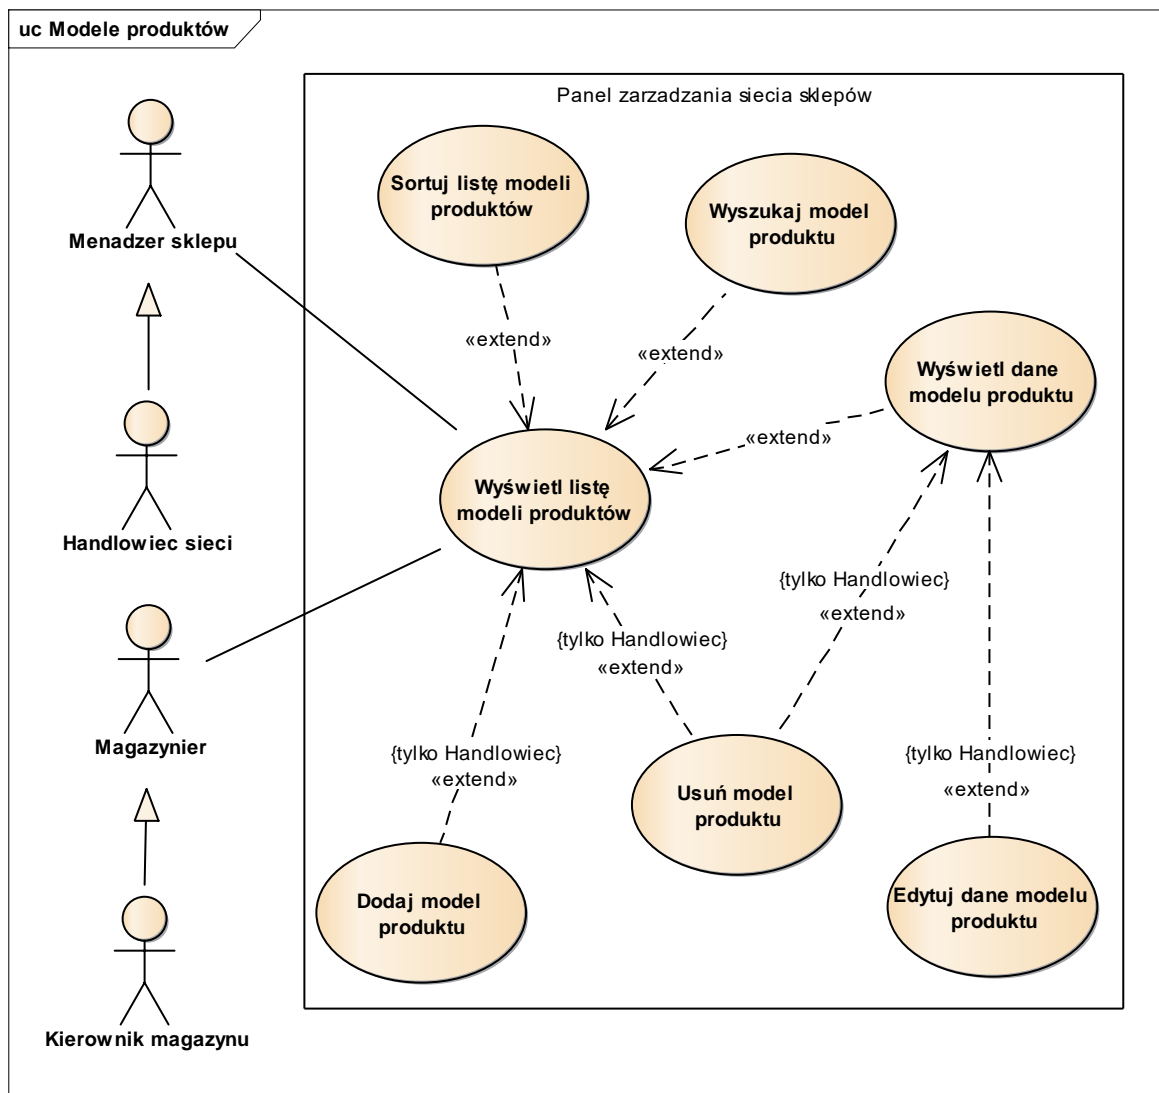 uc Modele produktów
Panel zarzadzania siecia sklepów
Sortuj listę modeli
produktów
Wyszukaj model
produktu
Menadzer sklepu
«extend»
«extend»
Wyświetl dane
modelu produktu
«extend»
Wyświetl listę
modeli produktów
Handlowiec sieci
{tylko Handlowiec}
«extend»
{tylko Handlowiec}
«extend»
Magazynier
{tylko Handlowiec}
«extend»
{tylko Handlowiec}
«extend»
Usuń model
produktu
Dodaj model
produktu
Edytuj dane modelu
produktu
Kierownik magazynu